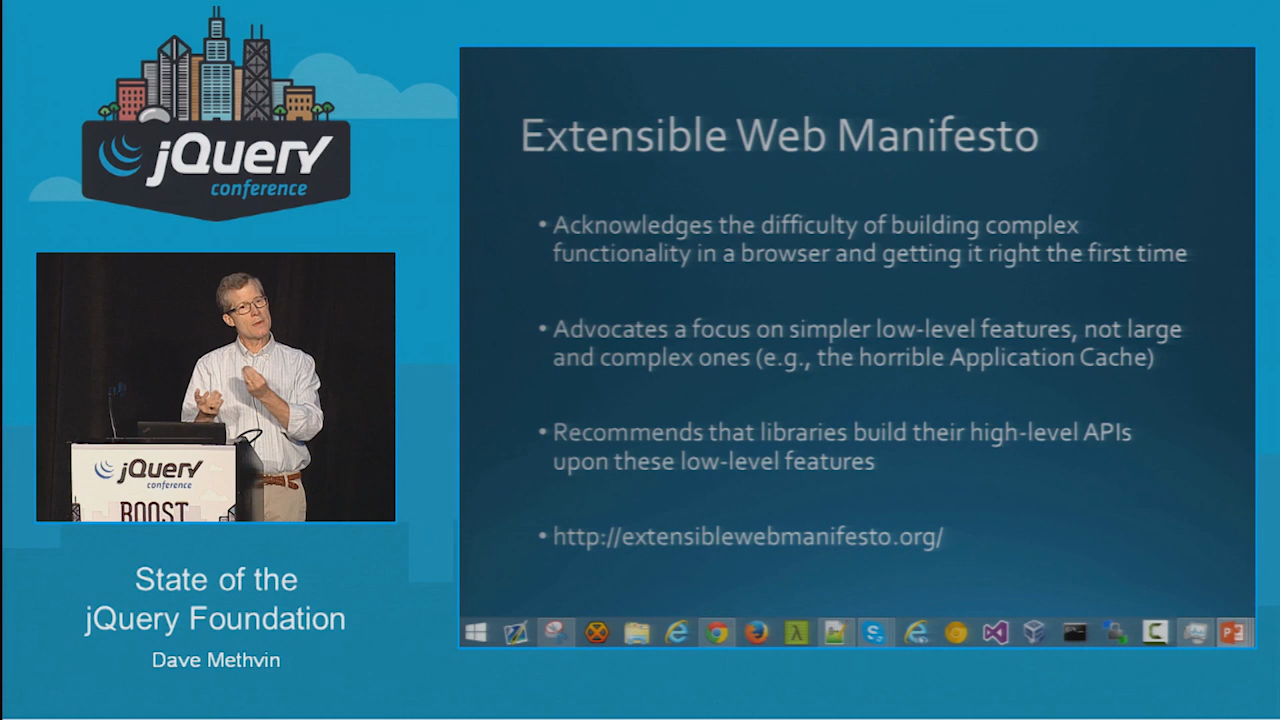 jQuery
conference
Extensible Web Manifesto
• Acknowledges the difficulty of building complex
functionality in a browser and getting it right the first time
• Advocates a focus on simpler low-level features, not large
and complex ones (e.g., the horrible Application Cache)
• Recommends that libraries build their high-level APIs
upon these low-level features
• http://extensiblewebmanifesto.org/
jQuery
conference
BOOST
State of the
jQuery Foundation
Dave Methvin